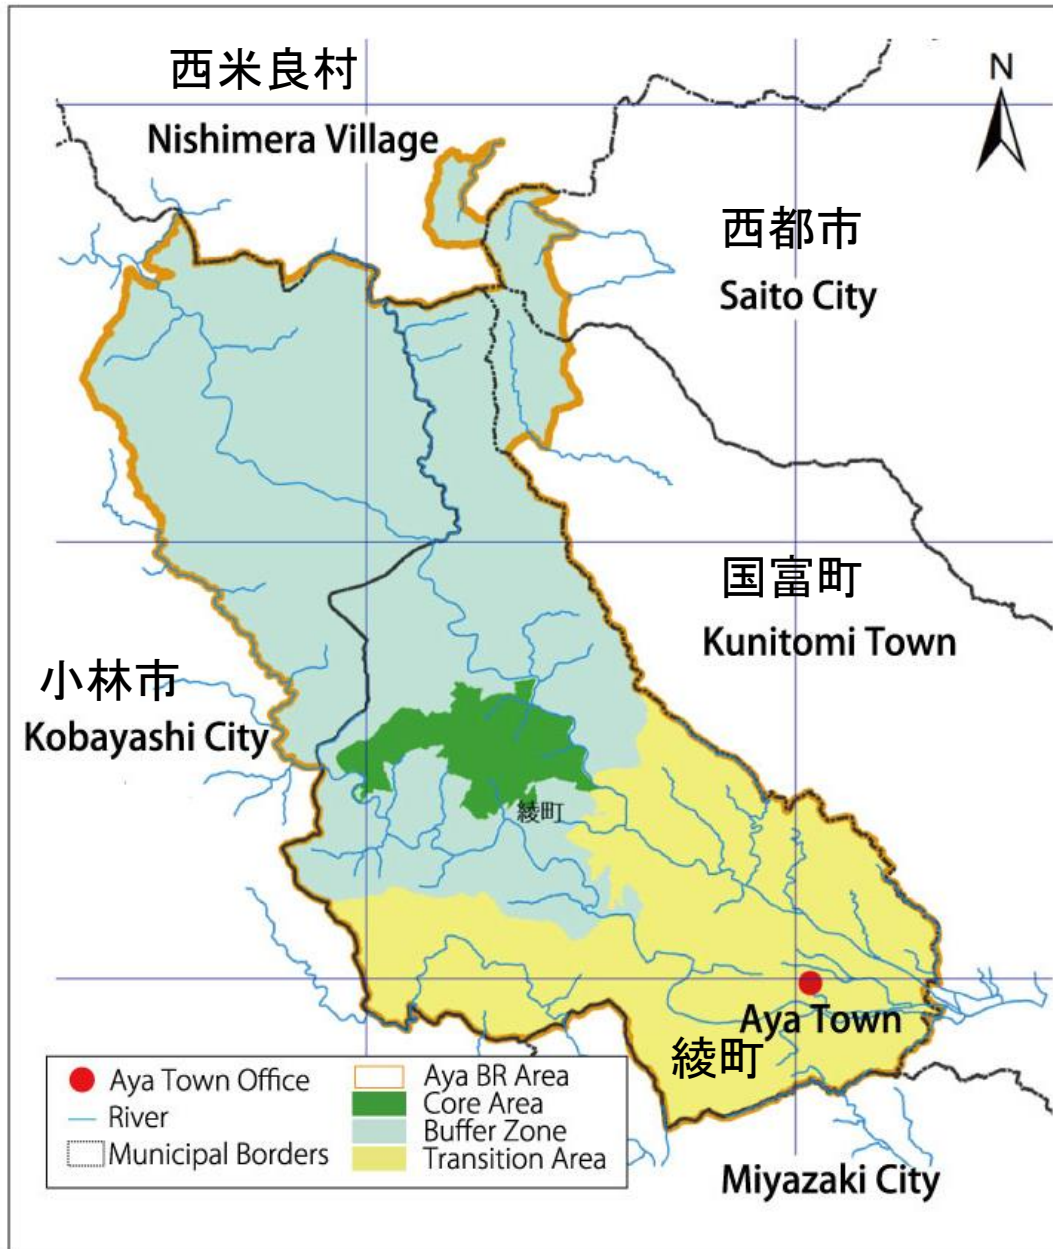 西米良村
Nishimera Village
N
西都市
Saito City
国富町
Kunitomi Town
小林市
Kobayashi City
綾町
Aya Town
綾町
Aya Town Office
River
Municipal Borders
Aya BR Area
Core Area
Buffer Zone
Transition Area
Miyazaki City